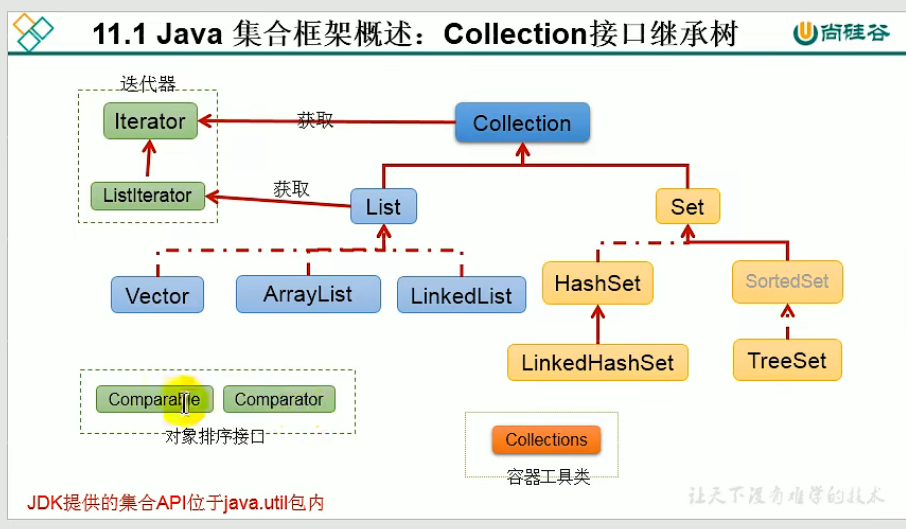 11.1 Java 集合框架概述：Collection接口继承树
尚硅谷
迭代器
Iterator
获取
Collection
ListIterator
获取
List
Set
Vector
ArrayList
LinkedList
HashSet
SortedSet
LinkedHashSet
TreeSet
Comparable
Comparator
对象排序接口
Collections
容器工具类
JDK提供的集合API位于java.util包内
让天下没有难学的技术